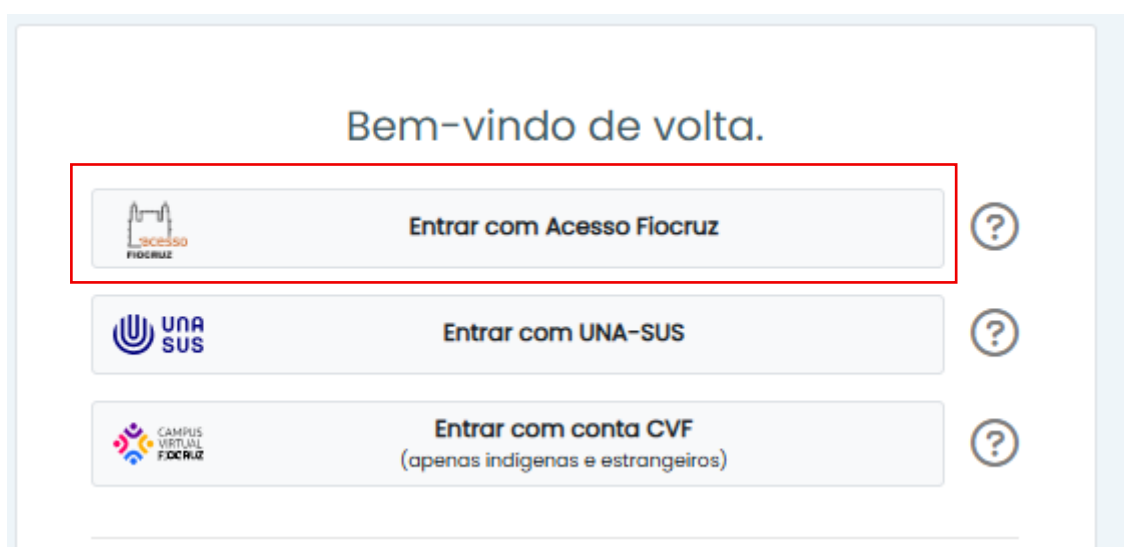 Bem-vindo de volta.
acesso
FIOCRUZ
Entrar com Acesso Fiocruz
?
UNA
SUS
Entrar com UNA-SUS
?
CAMPUS
VIRTUAL
FIOCRUZ
Entrar com conta CVF
(apenas indígenas e estrangeiros)
?